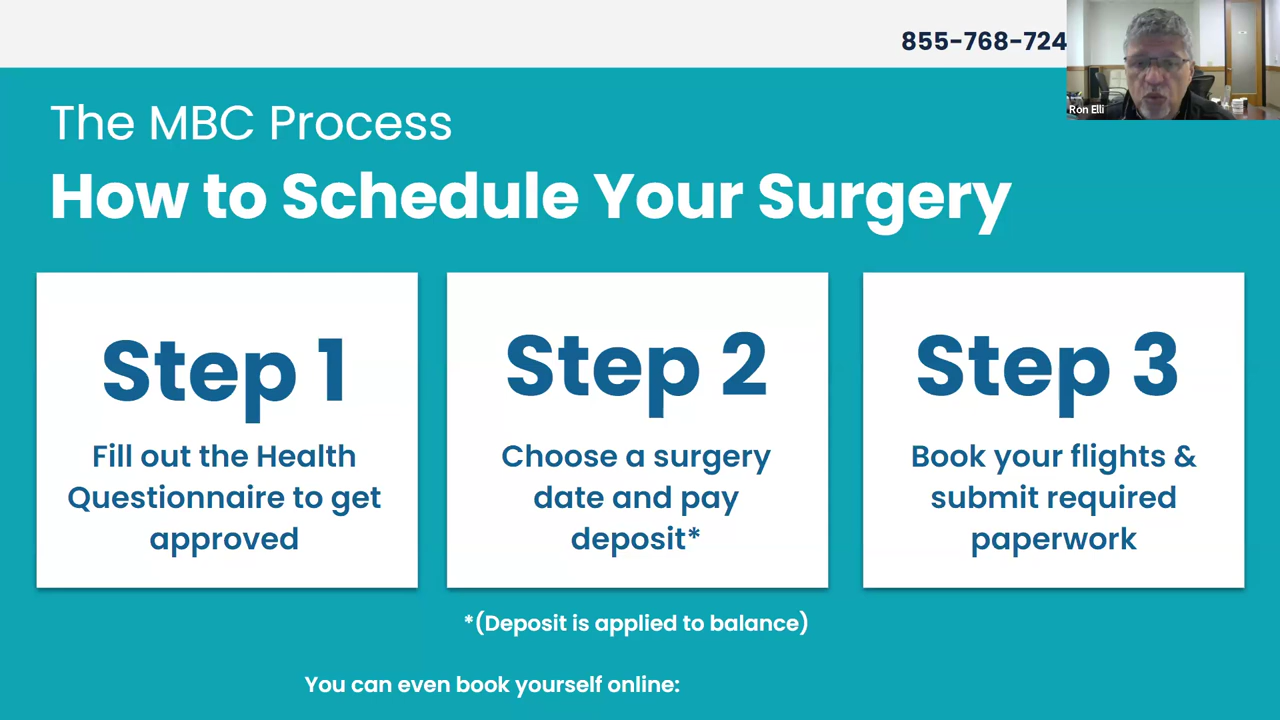 855-768-724
Ron Elli
The MBC Process
How to Schedule Your Surgery
Step 1
Fill out the Health
Questionnaire to get
approved
Step 2
Choose a surgery
date and pay
deposit*
Step 3
Book your flights &
submit required
paperwork
*(Deposit is applied to balance)
You can even book yourself online: